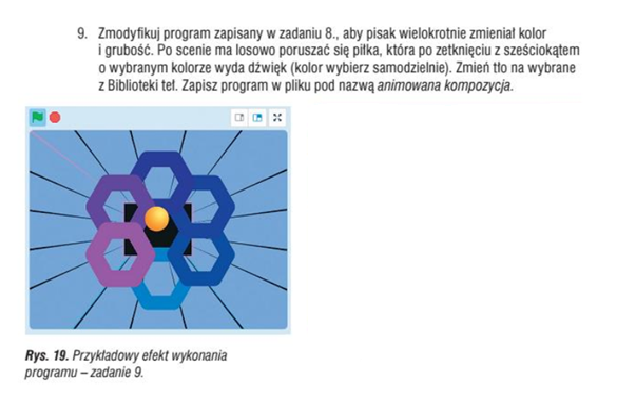 9. Zmodyfikuj program zapisany w zadaniu 8., aby pisak wielokrotnie zmieniał kolor
i grubość. Po scenie ma losowo poruszać się piłka, która po zetknięciu z sześciokątem
o wybranym kolorze wyda dźwięk (kolor wybierz samodzielnie). Zmień tło na wybrane
z Biblioteki teł. Zapisz program w pliku pod nazwą animowana kompozycja.
Rys. 19. Przykładowy efekt wykonania
programu – zadanie 9.